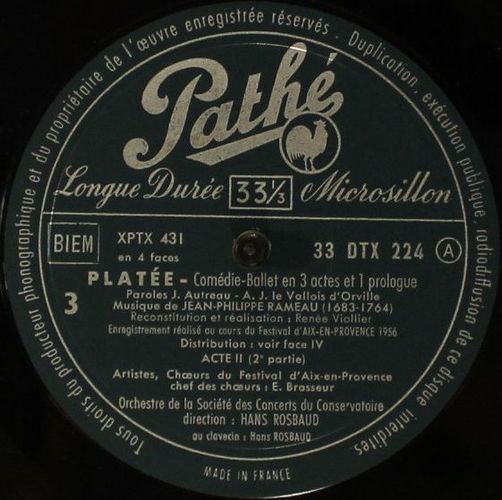 Tous droits du producteur phonographique et du propriétaire de l'œuvre enregistrée réservés. Duplication, exécution publique, radiodiffusion de ce disque interdites
Pathé
Longue Durée 33⅓ Microsillon
BIEM XPTX 431 33 DTX 224 A
en 4 faces
PLATÉE - Comédie-Ballet en 3 actes et 1 prologue
3 Paroles J. Autreau - A. J. le Vallois d'Orville
Musique de JEAN-PHILIPPE RAMEAU (1683-1764)
Reconstitution et réalisation : Renée Viollier
Enregistrement réalisé au cours du Festival d'AIX-EN-PROVENCE 1956
Distribution : voir face IV
ACTE II (2e partie)
Artistes, Chœurs du Festival d'Aix-en-Provence
chef des chœurs : E. Brasseur
Orchestre de la Société des Concerts du Conservatoire
direction : HANS ROSBAUD
au clavecin : Hans ROSBAUD
MADE IN FRANCE